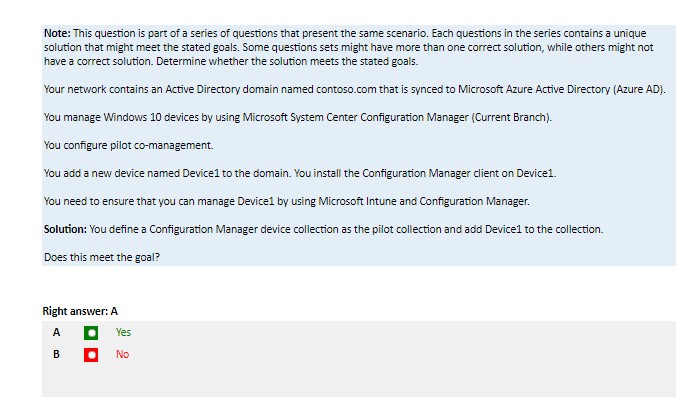 Note: This question is part of a series of questions that present the same scenario. Each questions in the series contains a unique
solution that might meet the stated goals. Some questions sets might have more than one correct solution, while others might not
have a correct solution. Determine whether the solution meets the stated goals.
Your network contains an Active Directory domain named contoso.com that is synced to Microsoft Azure Active Directory (Azure AD).
You manage Windows 10 devices by using Microsoft System Center Configuration Manager (Current Branch).
You configure pilot co-management.
You add a new device named Device1 to the domain. You install the Configuration Manager client on Device1.
You need to ensure that you can manage Device1 by using Microsoft Intune and Configuration Manager.
Solution: You define a Configuration Manager device collection as the pilot collection and add Device1 to the collection.
Does this meet the goal?
Right answer: A
A Yes
B No